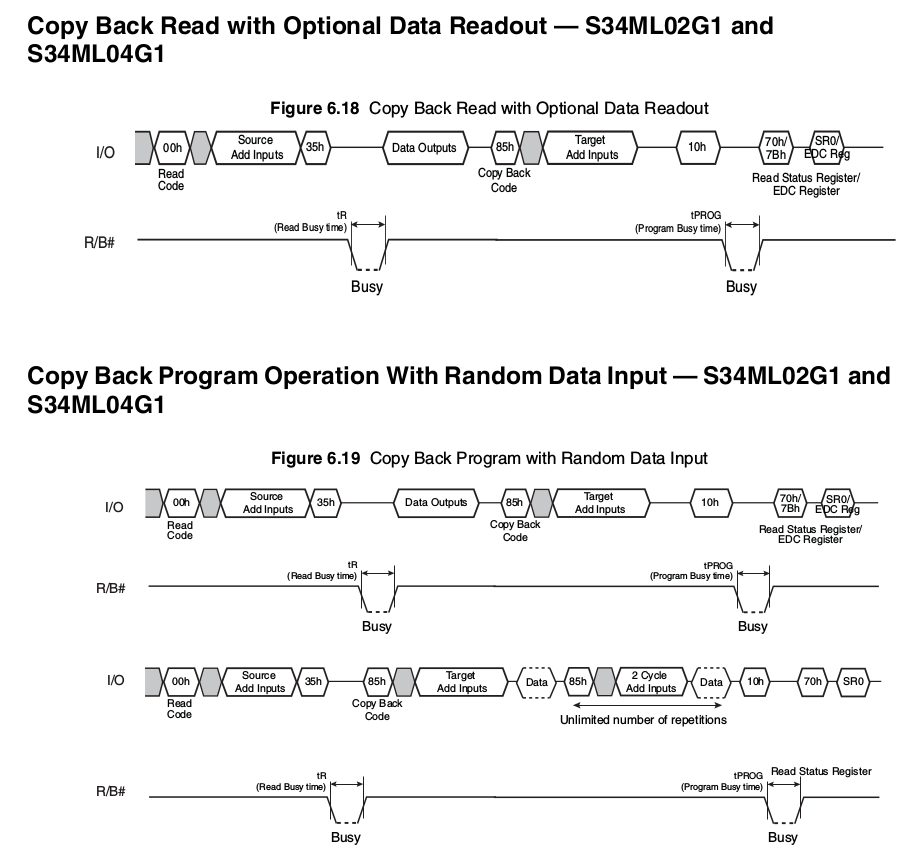 Copy Back Read with Optional Data Readout — S34ML02G1 and
S34ML04G1
Figure 6.18 Copy Back Read with Optional Data Readout
I/O
00h
Source
Add Inputs
35h
Data Outputs
85h
Target
Add Inputs
10h
70h/
7Bh
SR0/
EDC Reg
Read
Code
Copy Back
Code
Read Status Register/
EDC Register
R/B#
tR
(Read Busy time)
Busy
tPROG
(Program Busy time)
Busy
Copy Back Program Operation With Random Data Input — S34ML02G1 and
S34ML04G1
Figure 6.19 Copy Back Program with Random Data Input
I/O
00h
Source
Add Inputs
35h
Data Outputs
85h
Target
Add Inputs
10h
70h/
7Bh
SR0/
EDC Reg
Read
Code
Copy Back
Code
Read Status Register/
EDC Register
R/B#
tR
(Read Busy time)
Busy
tPROG
(Program Busy time)
Busy
I/O
00h
Source
Add Inputs
35h
85h
Target
Add Inputs
Data
85h
2 Cycle
Add Inputs
Data
10h
70h
SR0
Read
Code
Copy Back
Code
Unlimited number of repetitions
R/B#
tR
(Read Busy time)
Busy
tPROG
(Program Busy time)
Read Status Register
Busy